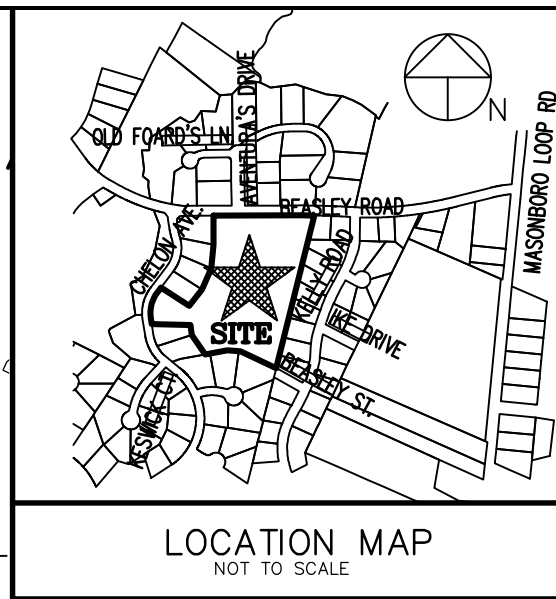 AVENTURA'S DRIVE
N
OLD FOARD'S LN.
MASONBORO LOOP RD
BEASLEY ROAD
CHELON AVE.
KELLY ROAD
SITE
IKE DRIVE
BEASLEY ST.
KESWICK CT.
LOCATION MAP
NOT TO SCALE